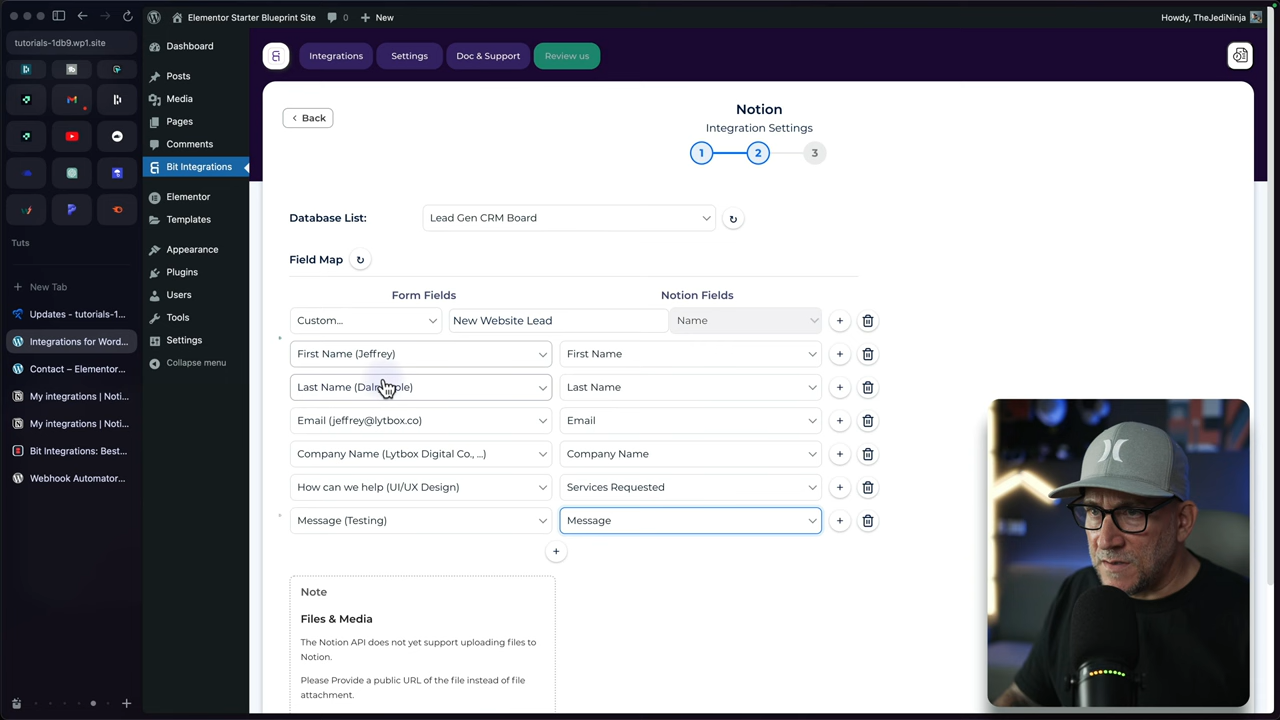 Elementor Starter Blueprint Site
0
New
Howdy, TheJediNinja
tutorials-1db9.wp1.site
Tuts
New Tab
Updates - tutorials-1...
Integrations for Word...
Contact – Elementor...
My integrations | Noti...
My integrations | Noti...
Bit Integrations: Best...
Webhook Automator...
Dashboard
Posts
Media
Pages
Comments
Bit Integrations
Elementor
Templates
Appearance
Plugins
Users
Tools
Settings
Collapse menu
Integrations
Settings
Doc & Support
Review us
Back
Notion
Integration Settings
1
2
3
Database List:
Lead Gen CRM Board
Field Map
Form Fields
Notion Fields
Custom...
New Website Lead
Name
First Name (Jeffrey)
First Name
Last Name
Last Name
Email (jeffrey@lytbox.co)
Email
Company Name (Lytbox Digital Co., ...)
Company Name
How can we help (UI/UX Design)
Services Requested
Message (Testing)
Message
Note
Files & Media
The Notion API does not yet support uploading files to
Notion.
Please Provide a public URL of the file instead of file
attachment.